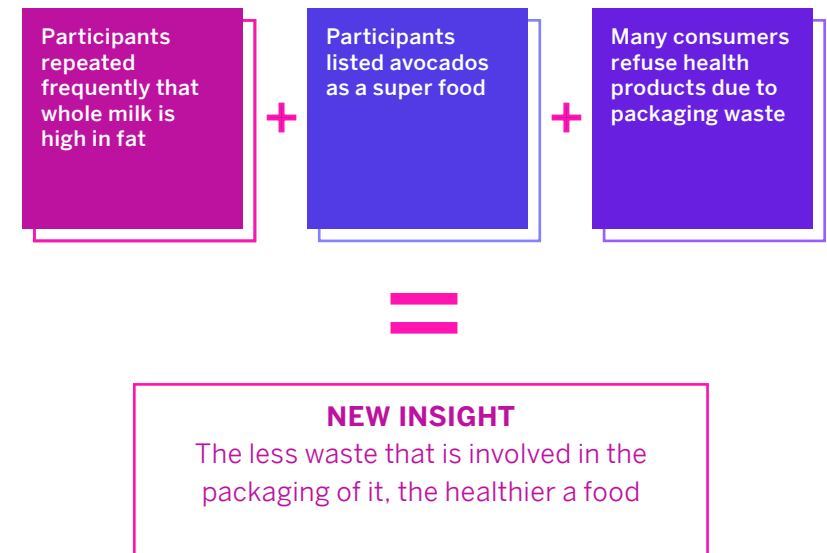 Participants
repeated
frequently that
whole milk is
high in fat
+
Participants
listed avocados
as a super food
+
Many consumers
refuse health
products due to
packaging waste
=
NEW INSIGHT
The less waste that is involved in the
packaging of it, the healthier a food